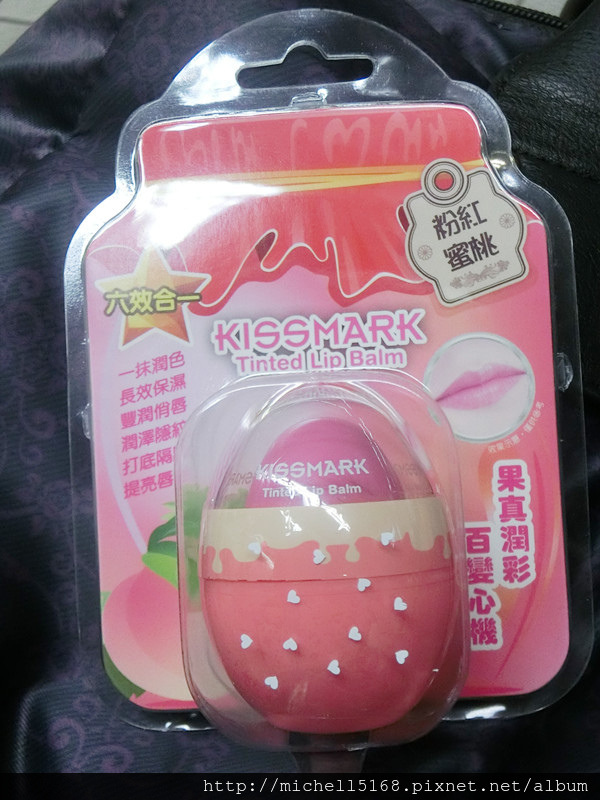 粉紅
蜜桃
六效合一
KISSMARK
Tinted Lip Balm
一抹潤色
長效保濕
豐潤俏唇
潤澤隱紋
打底隔
提亮唇
KISSMARK
Tinted Lip Balm
果真潤彩
百變心機
http://michell5168.pixnet.net/album